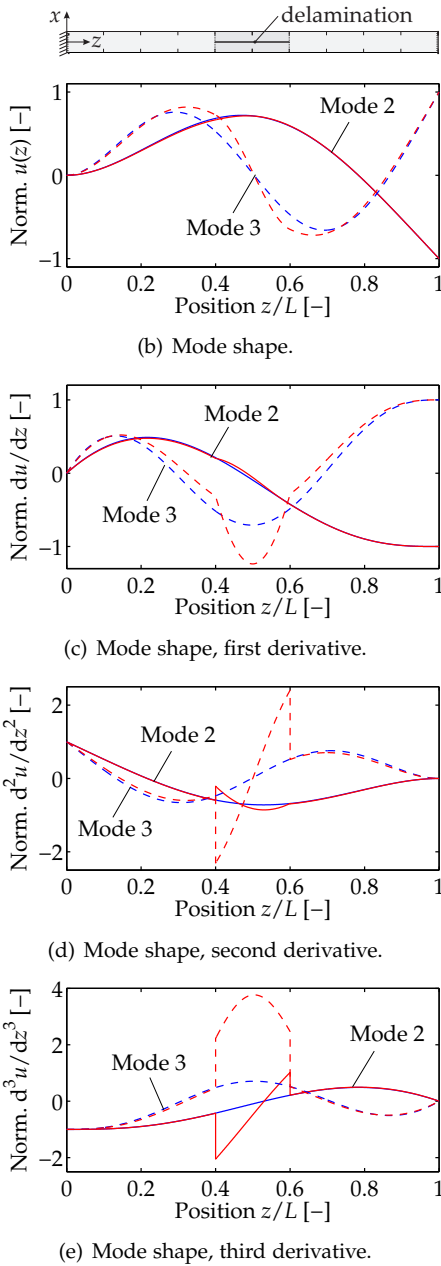 x
z
delamination
Norm. u(z) [−]
1
0
−1
Mode 2
Mode 3
0 0.2 0.4 0.6 0.8 1
Position z/L [−]
(b) Mode shape.
Norm. du/dz [−]
1
0
−1
Mode 2
Mode 3
0 0.2 0.4 0.6 0.8 1
Position z/L [−]
(c) Mode shape, first derivative.
Norm. d²u/dz² [−]
2
0
−2
Mode 2
Mode 3
0 0.2 0.4 0.6 0.8 1
Position z/L [−]
(d) Mode shape, second derivative.
Norm. d³u/dz³ [−]
4
2
0
−2
Mode 3
Mode 2
0 0.2 0.4 0.6 0.8 1
Position z/L [−]
(e) Mode shape, third derivative.